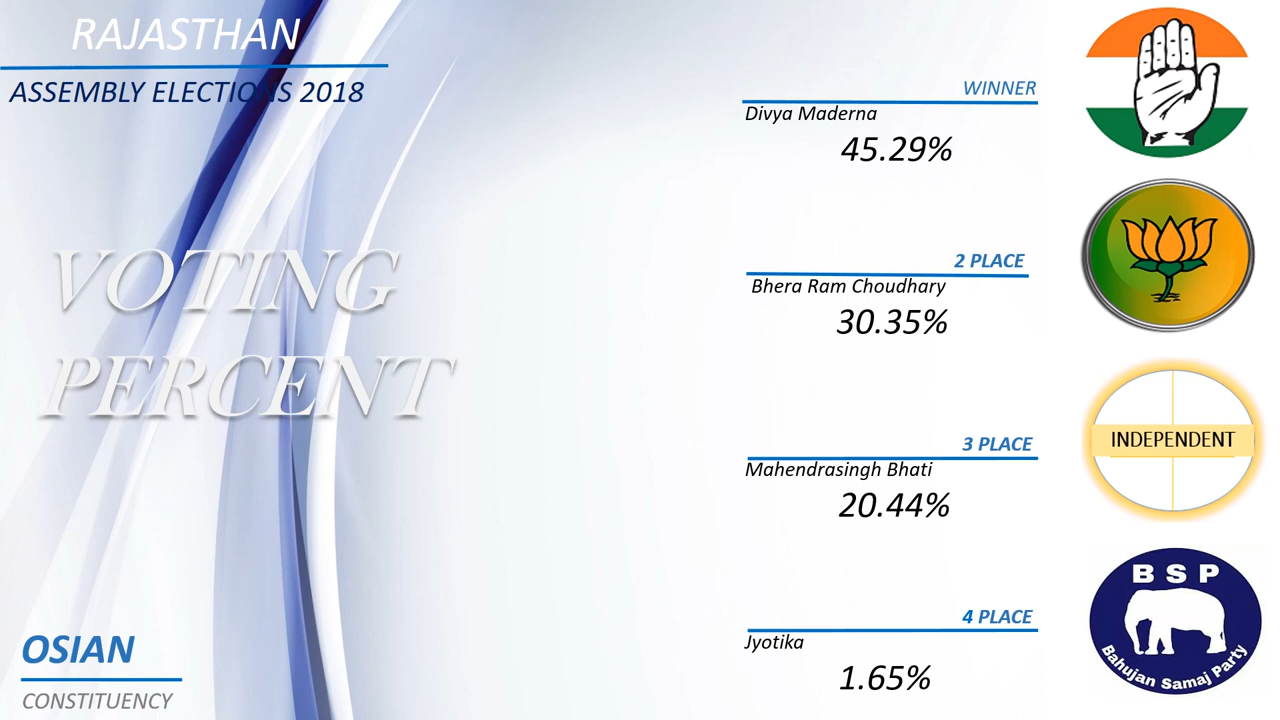 RAJASTHAN
ASSEMBLY ELECTIONS 2018
VOTING
PERCENT
OSIAN
CONSTITUENCY
WINNER
Divya Maderna
45.29%
2 PLACE
Bhera Ram Choudhary
30.35%
3 PLACE
Mahendrasingh Bhati
20.44%
INDEPENDENT
4 PLACE
Jyotika
1.65%
BSP
Bahujan Samaj Party